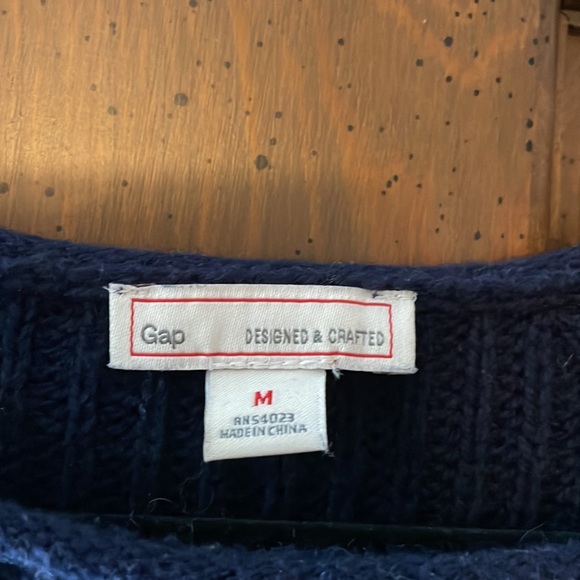 Gap DESIGNED & CRAFTED
M
RN54023
MADE IN CHINA